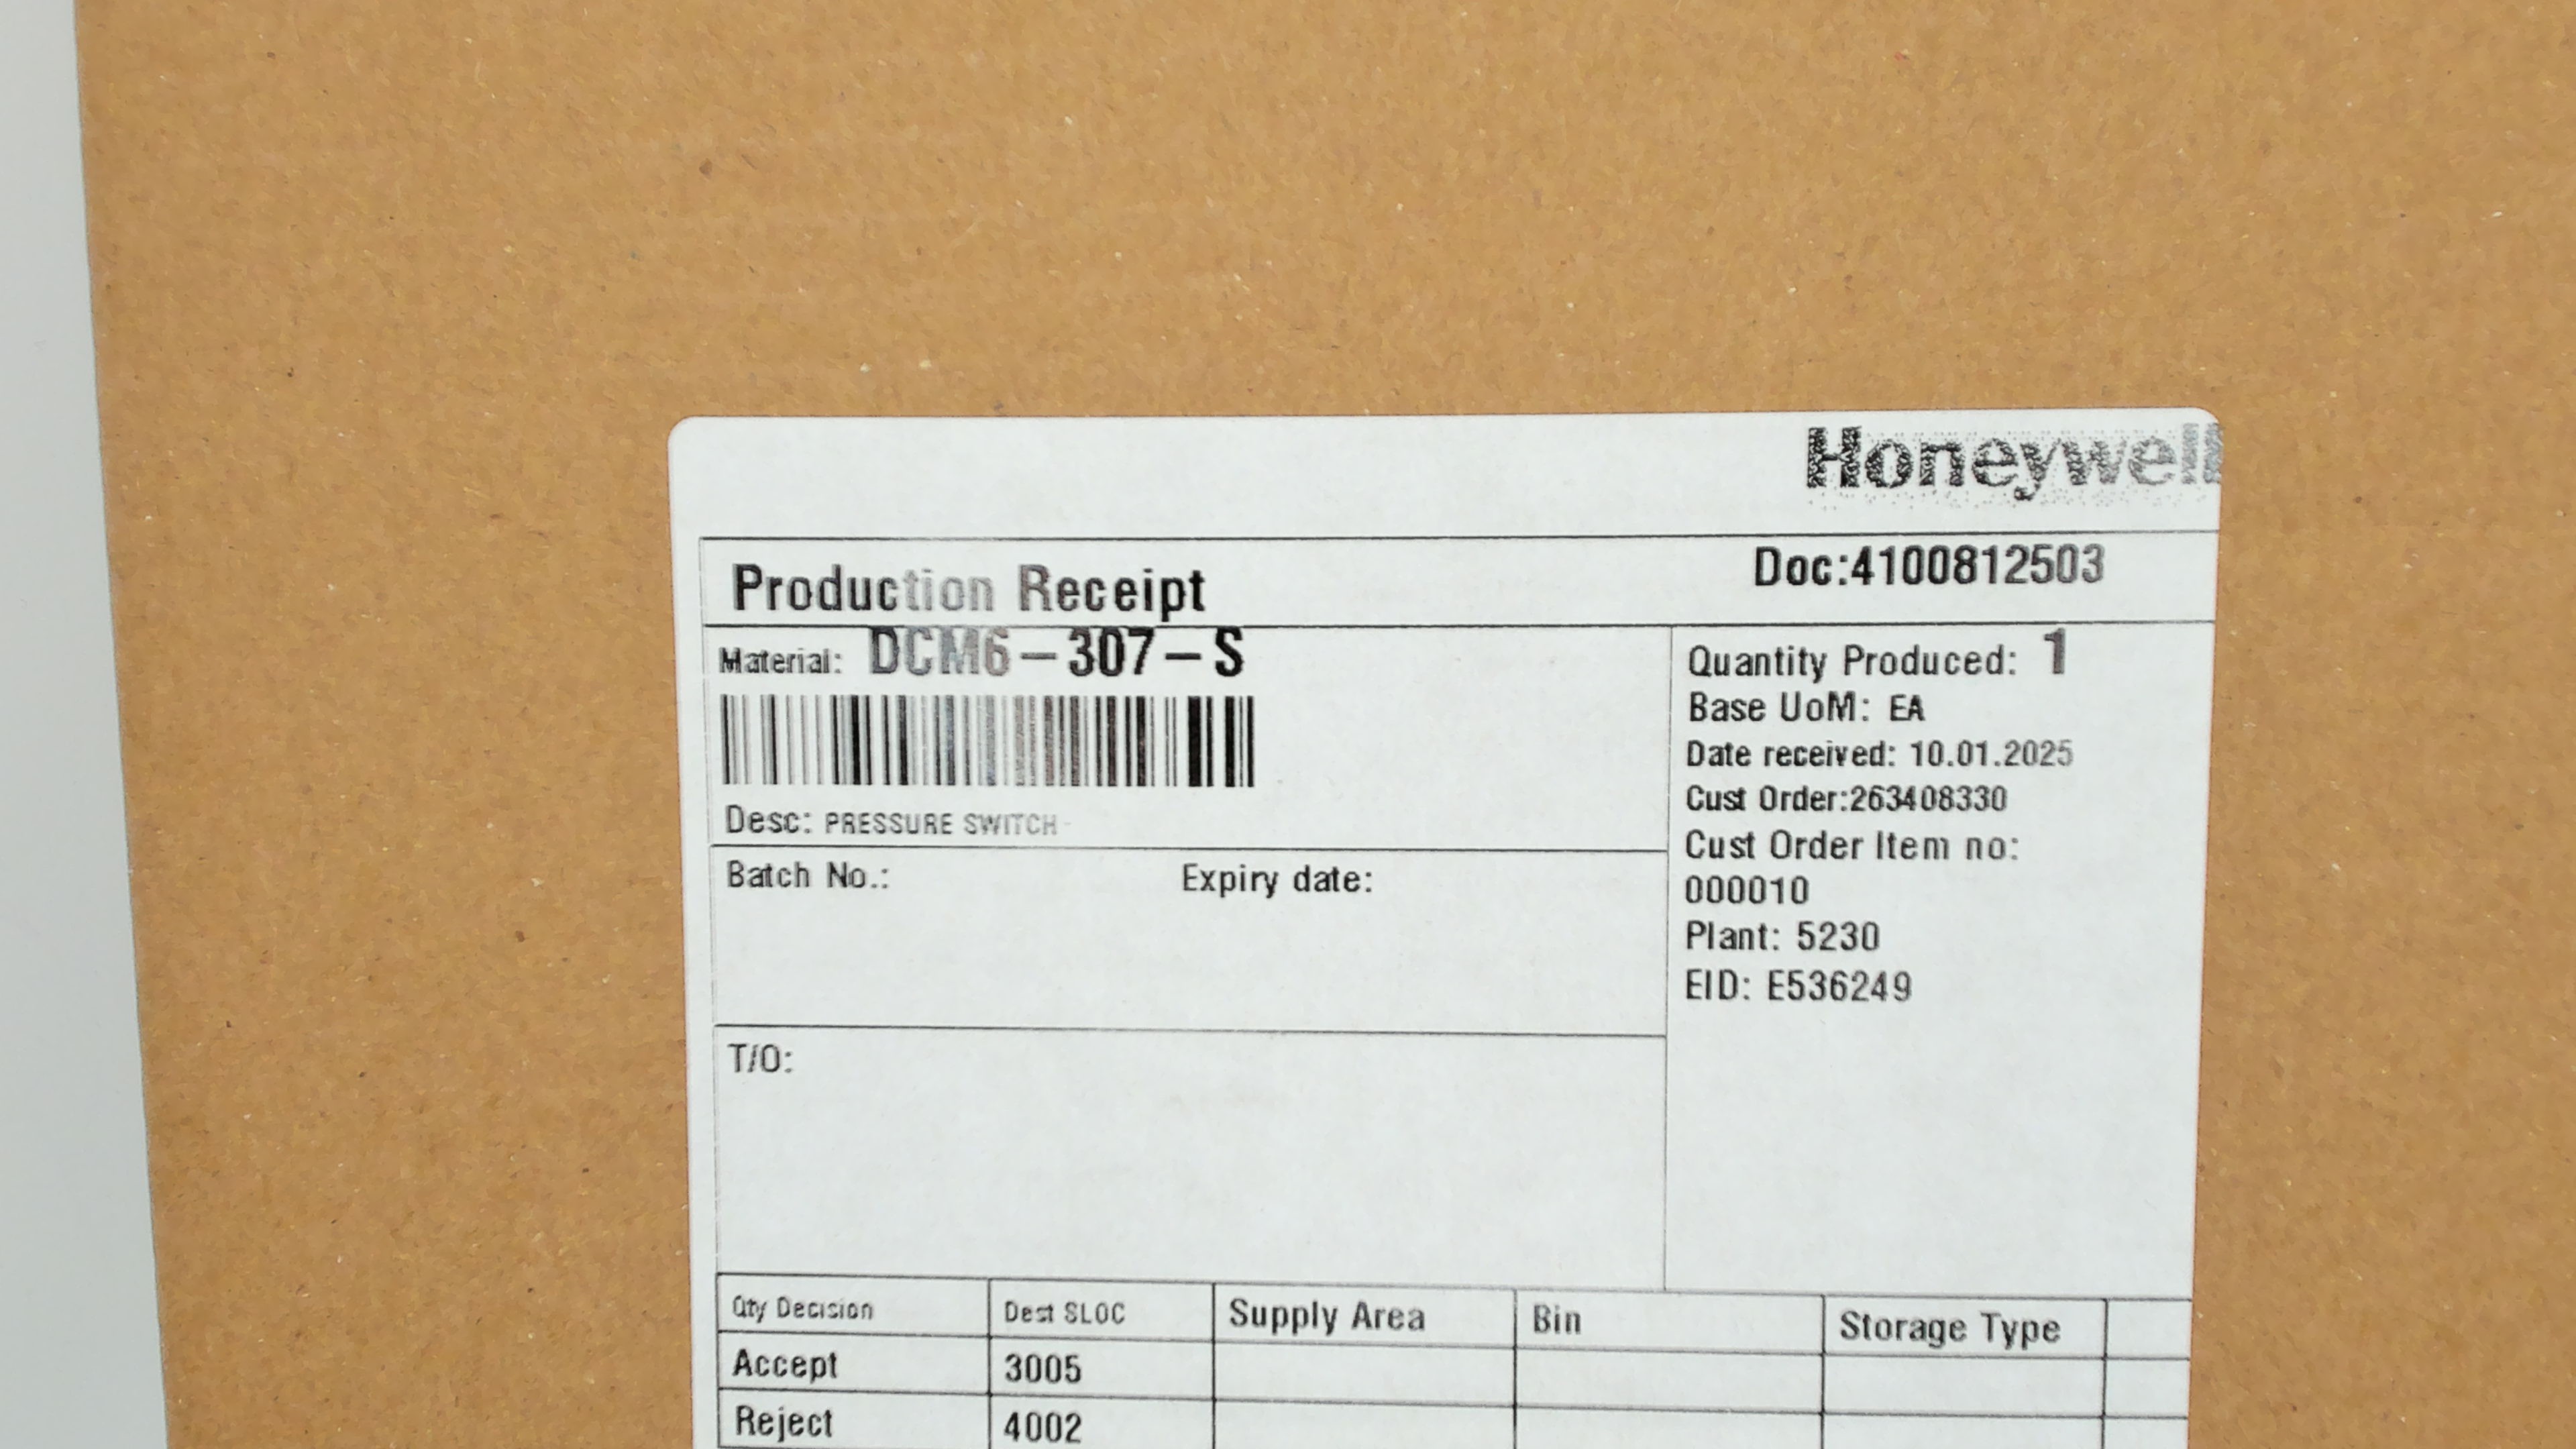 Honeywell
Production Receipt
Doc:4100812503
Material: DCM6-307-S
Desc: PRESSURE SWITCH-
Batch No.:
Expiry date:
T/O:
Quantity Produced: 1
Base UoM: EA
Date received: 10.01.2025
Cust Order:263408330
Cust Order Item no:
000010
Plant: 5230
EID: E536249
Qty Decision Dest SLOC Supply Area Bin Storage Type
Accept 3005
Reject 4002